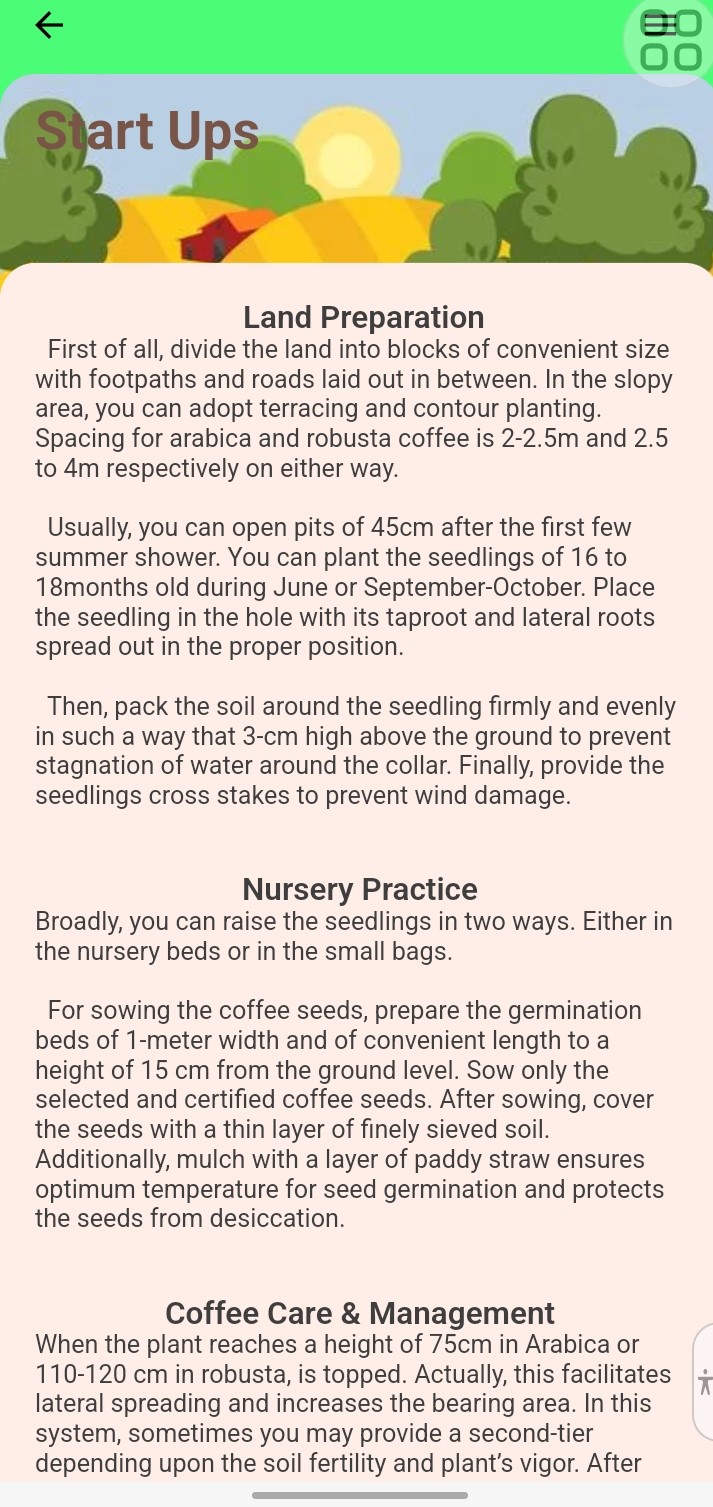 Start Ups
Land Preparation
First of all, divide the land into blocks of convenient size
with footpaths and roads laid out in between. In the slopy
area, you can adopt terracing and contour planting.
Spacing for arabica and robusta coffee is 2-2.5m and 2.5
to 4m respectively on either way.
Usually, you can open pits of 45cm after the first few
summer shower. You can plant the seedlings of 16 to
18months old during June or September-October. Place
the seedling in the hole with its taproot and lateral roots
spread out in the proper position.
Then, pack the soil around the seedling firmly and evenly
in such a way that 3-cm high above the ground to prevent
stagnation of water around the collar. Finally, provide the
seedlings cross stakes to prevent wind damage.
Nursery Practice
Broadly, you can raise the seedlings in two ways. Either in
the nursery beds or in the small bags.
For sowing the coffee seeds, prepare the germination
beds of 1-meter width and of convenient length to a
height of 15 cm from the ground level. Sow only the
selected and certified coffee seeds. After sowing, cover
the seeds with a thin layer of finely sieved soil.
Additionally, mulch with a layer of paddy straw ensures
optimum temperature for seed germination and protects
the seeds from desiccation.
Coffee Care & Management
When the plant reaches a height of 75cm in Arabica or
110-120 cm in robusta, is topped. Actually, this facilitates
lateral spreading and increases the bearing area. In this
system, sometimes you may provide a second-tier
depending upon the soil fertility and plant’s vigor. After